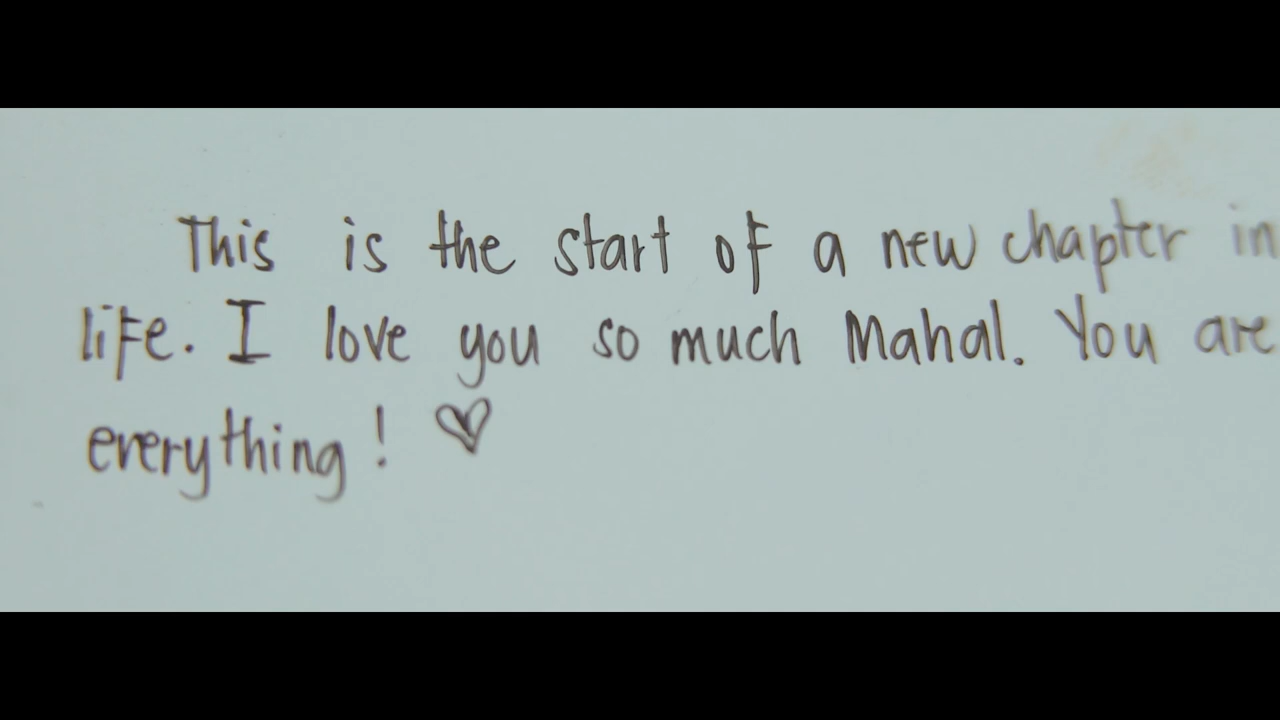 This is the start of a new chapter in
life. I love you so much Mahal. You are
everything! ♡